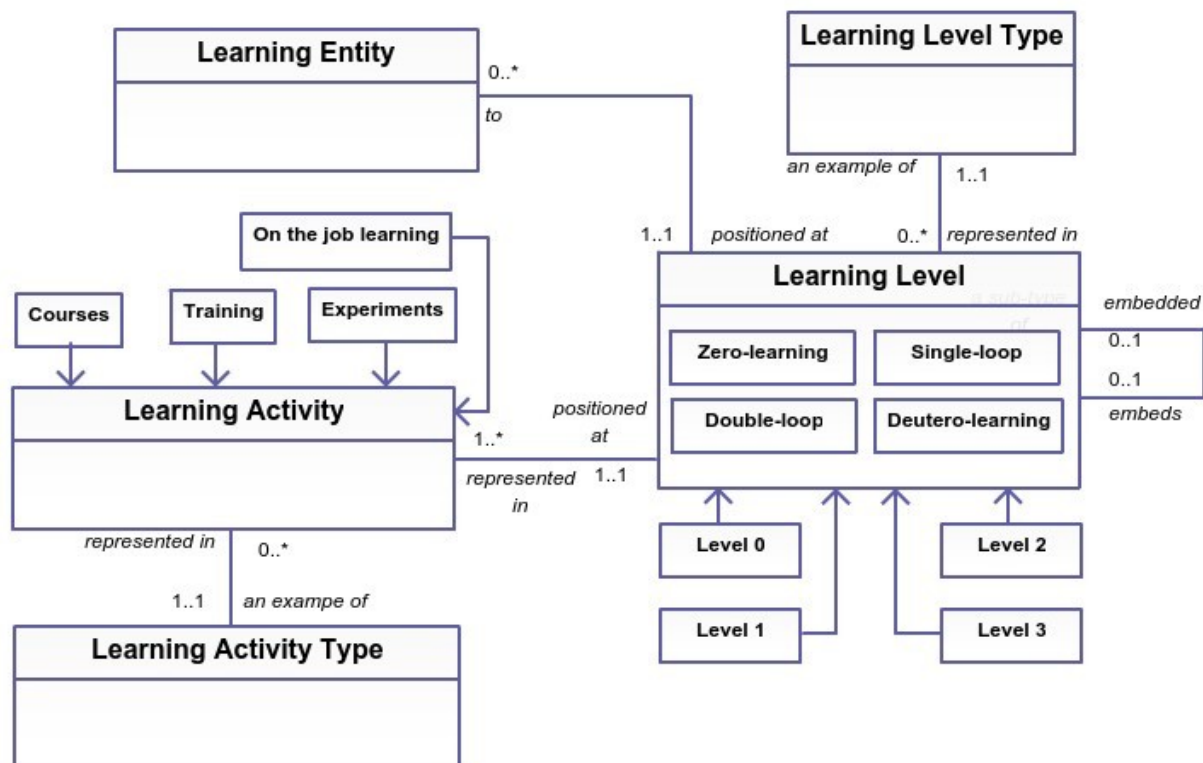 Learning Entity
Learning Level Type
0..*
to
an example of
1..1
On the job learning
1..1
positioned at
0..*
represented in
Courses
Training
Experiments
Learning Level
a sub-type
of
embedded
0..1
Zero-learning
Single-loop
0..1
embeds
Double-loop
Deutero-learning
Learning Activity
positioned
at
1..*
1..1
represented
in
represented in
0..*
Level 0
Level 2
1..1
an exampe of
Level 1
Level 3
Learning Activity Type